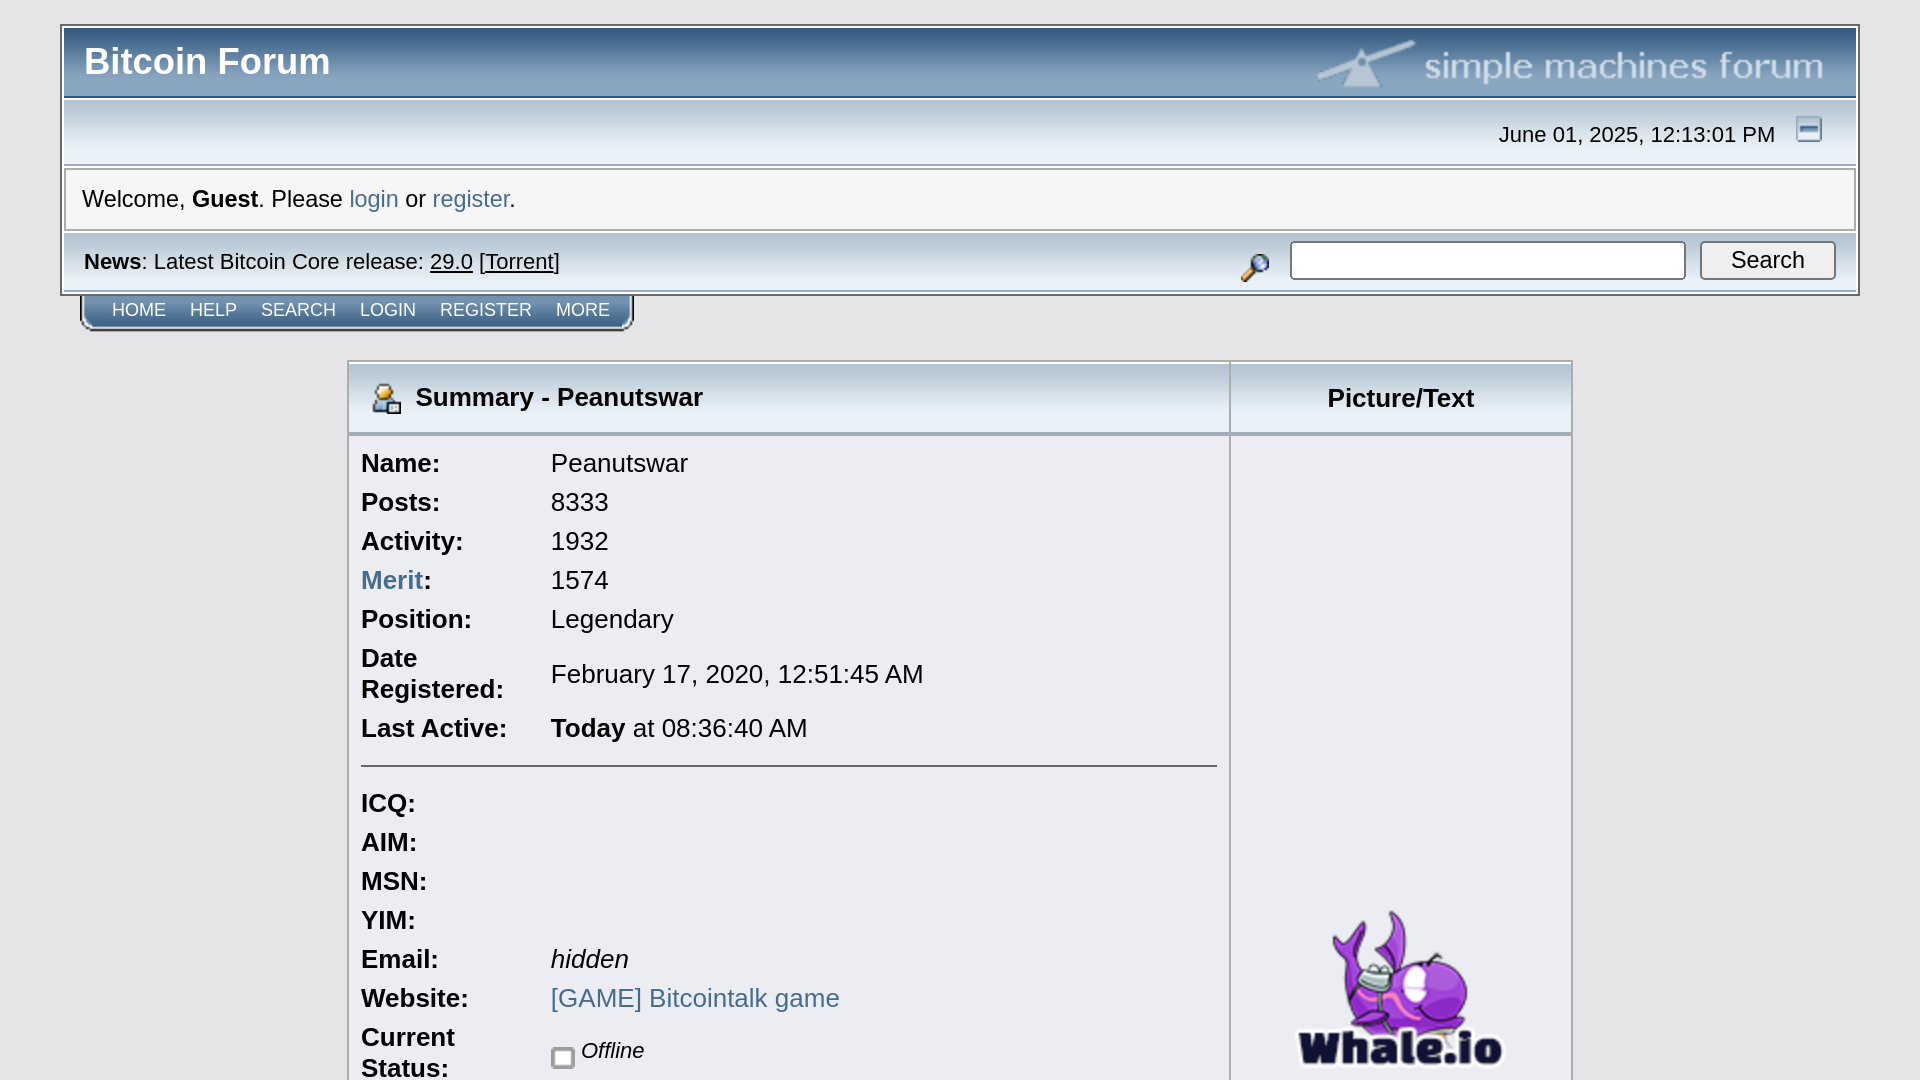 Bitcoin Forum
simple machines forum
June 01, 2025, 12:13:01 PM
Welcome, Guest. Please login or register.
News: Latest Bitcoin Core release: 29.0 [Torrent]
Search
HOME HELP SEARCH LOGIN REGISTER MORE
Summary - Peanutswar
Picture/Text
Name: Peanutswar
Posts: 8333
Activity: 1932
Merit: 1574
Position: Legendary
Date
Registered: February 17, 2020, 12:51:45 AM
Last Active: Today at 08:36:40 AM
ICQ:
AIM:
MSN:
YIM:
Email: hidden
Website: [GAME] Bitcointalk game
Current
Status: Offline
Whale.io